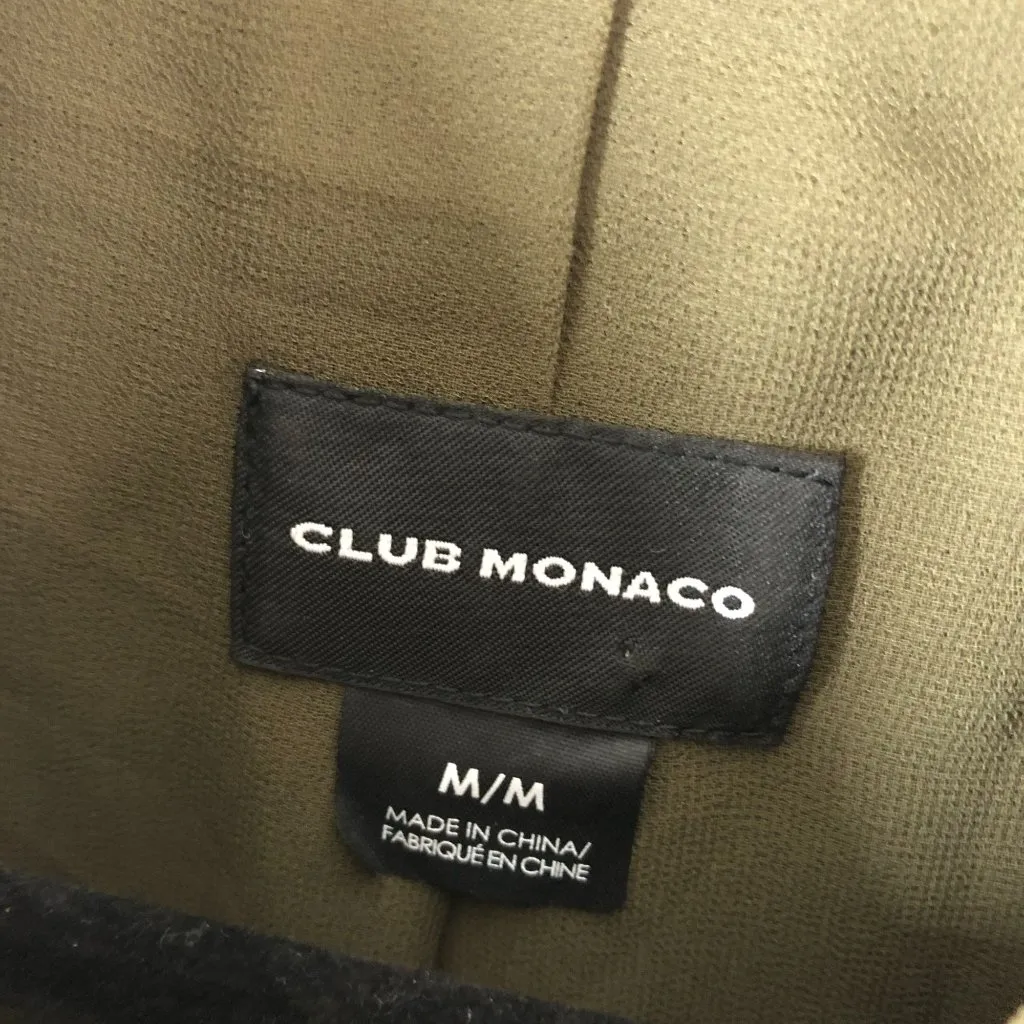 CLUB MONACO
M/M
MADE IN CHINA/
FABRIQUÉ EN CHINE